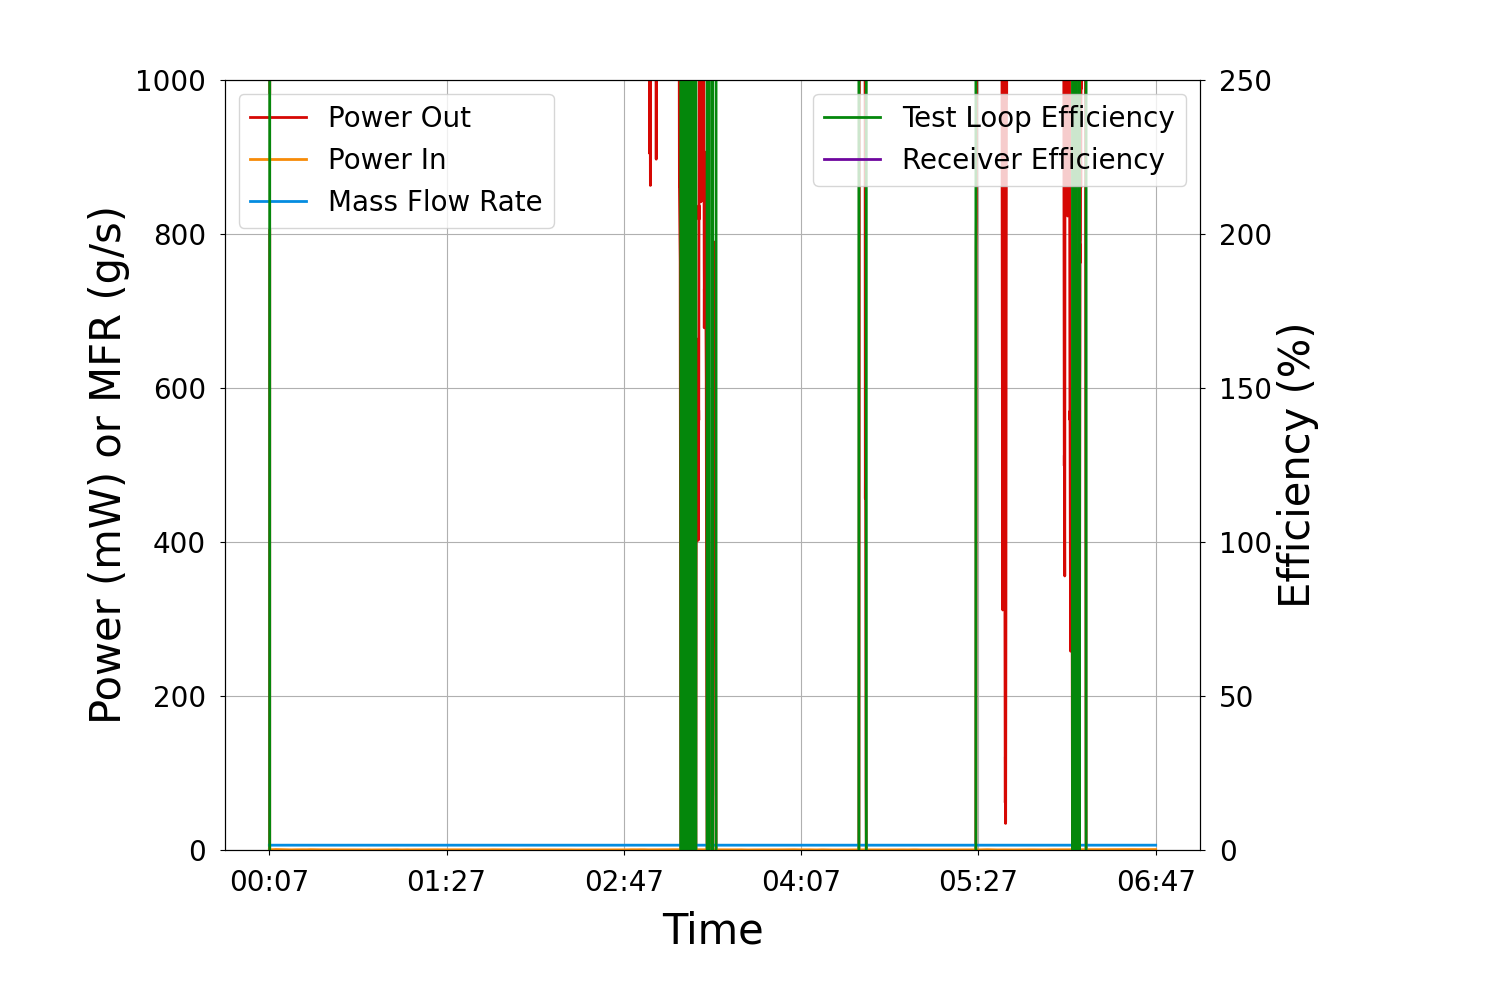 1000
800
600
400
200
0
Power (mW) or MFR (g/s)
Power Out
Power In
Mass Flow Rate
Test Loop Efficiency
Receiver Efficiency
250
200
150
100
50
0
Efficiency (%)
00:07 01:27 02:47 04:07 05:27 06:47
Time